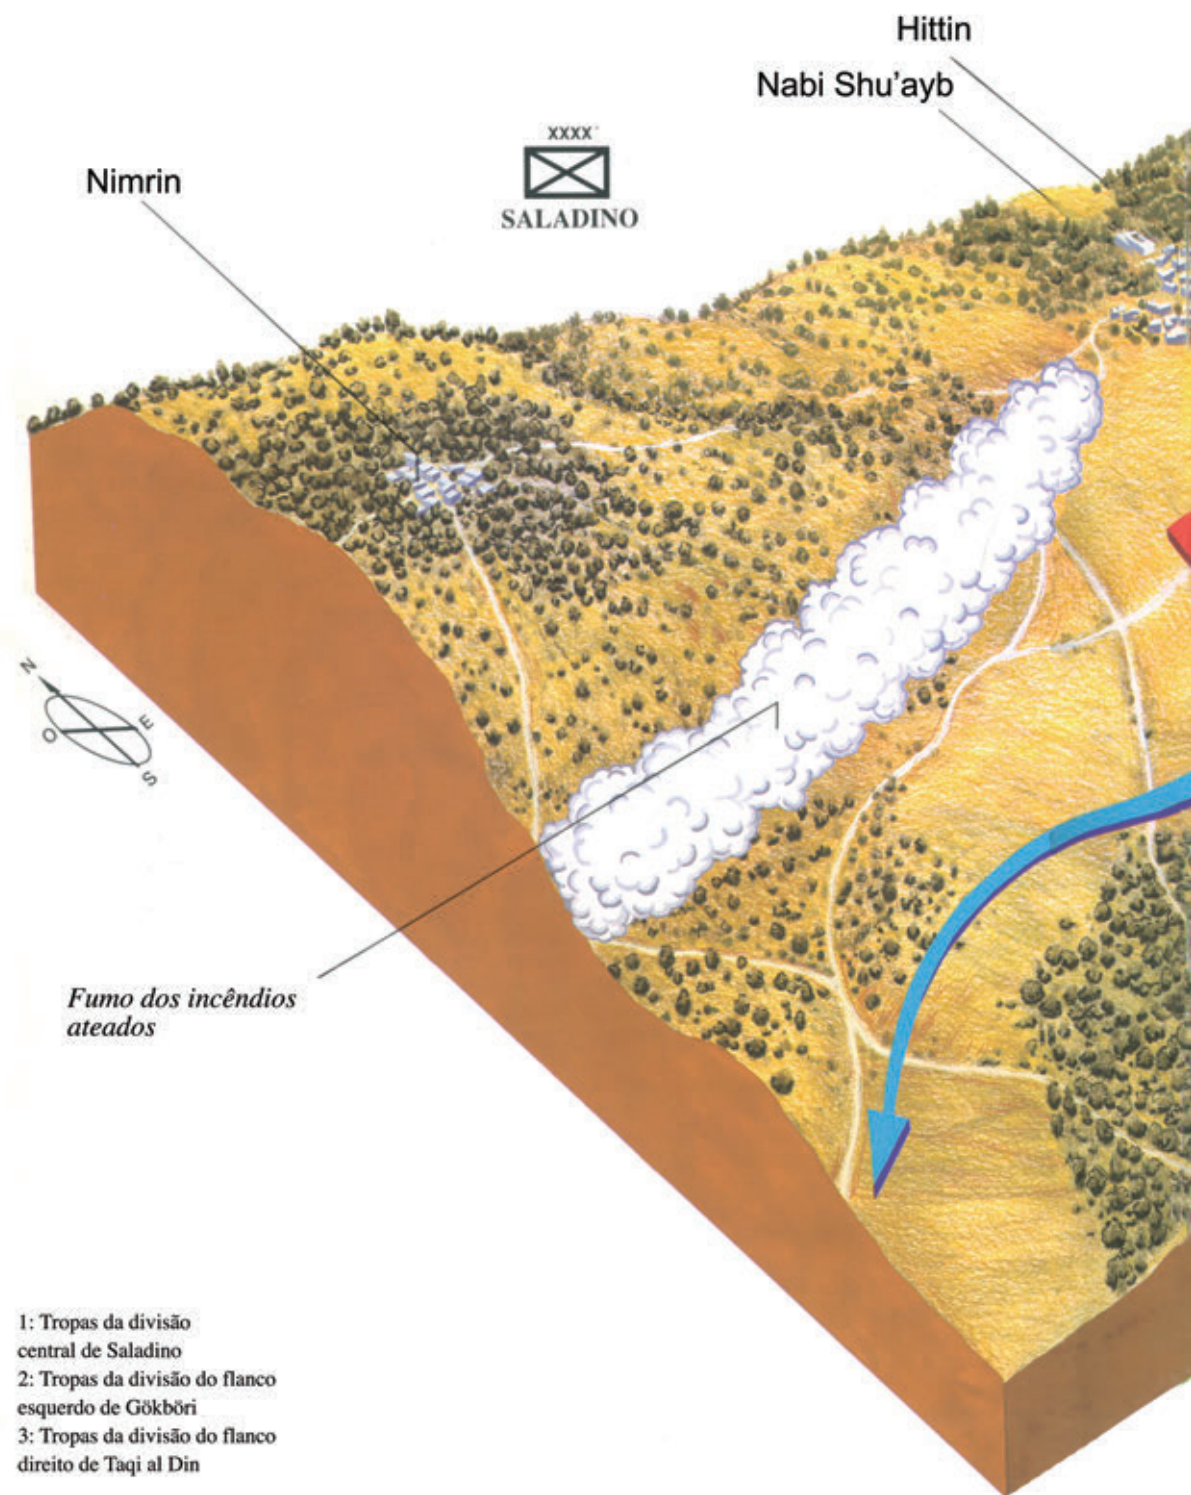 Hittin
Nabi Shu'ayb
XXXX
SALADINO
Nimrin
N
O
E
S
Fumo dos incêndios
ateados
1: Tropas da divisão
central de Saladino
2: Tropas da divisão do flanco
esquerdo de Gökböri
3: Tropas da divisão do flanco
direito de Taqi al Din